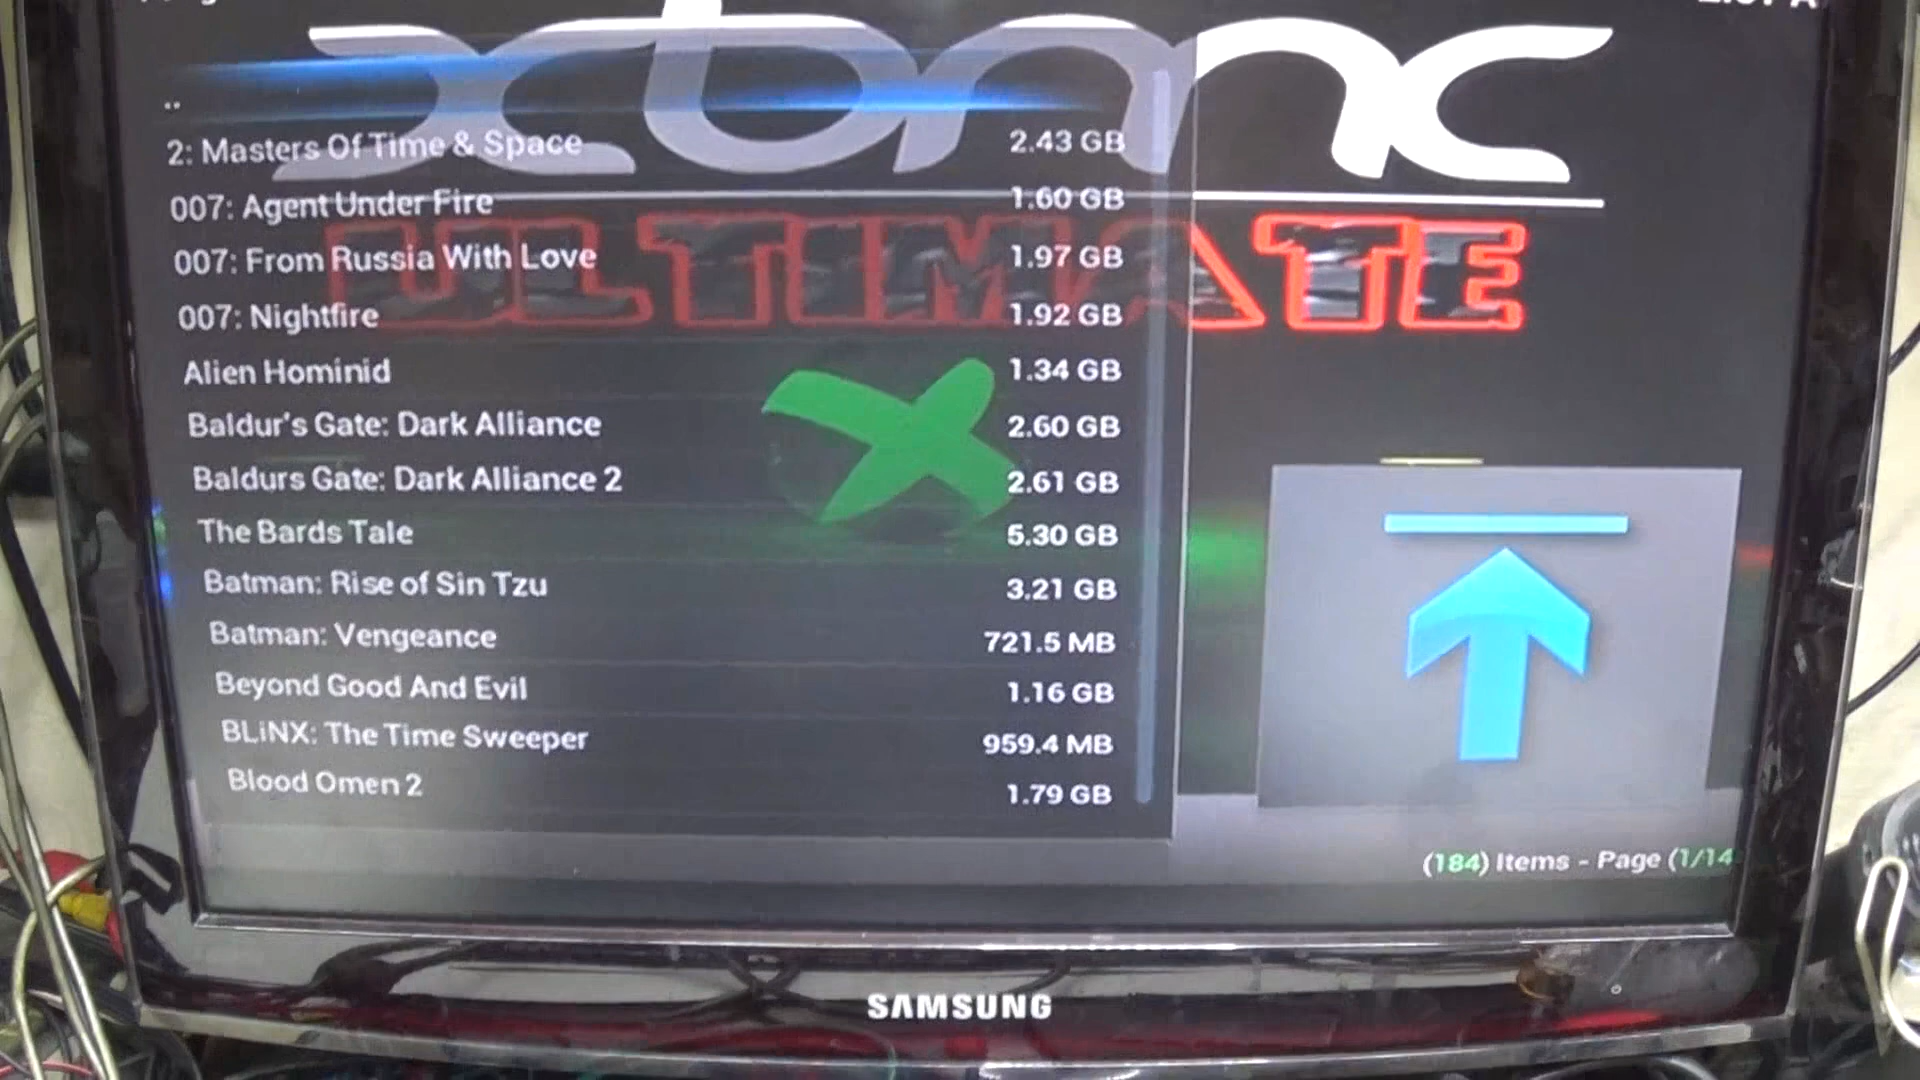 xbmc
ULTIMATE
..
2: Masters Of Time & Space 2.43 GB
007: Agent Under Fire 1.60 GB
007: From Russia With Love 1.97 GB
007: Nightfire 1.92 GB
Alien Hominid 1.34 GB
Baldur's Gate: Dark Alliance 2.60 GB
Baldurs Gate: Dark Alliance 2 2.61 GB
The Bards Tale 5.30 GB
Batman: Rise of Sin Tzu 3.21 GB
Batman: Vengeance 721.5 MB
Beyond Good And Evil 1.16 GB
BLiNX: The Time Sweeper 959.4 MB
Blood Omen 2 1.79 GB
(184) Items - Page (1/14
SAMSUNG